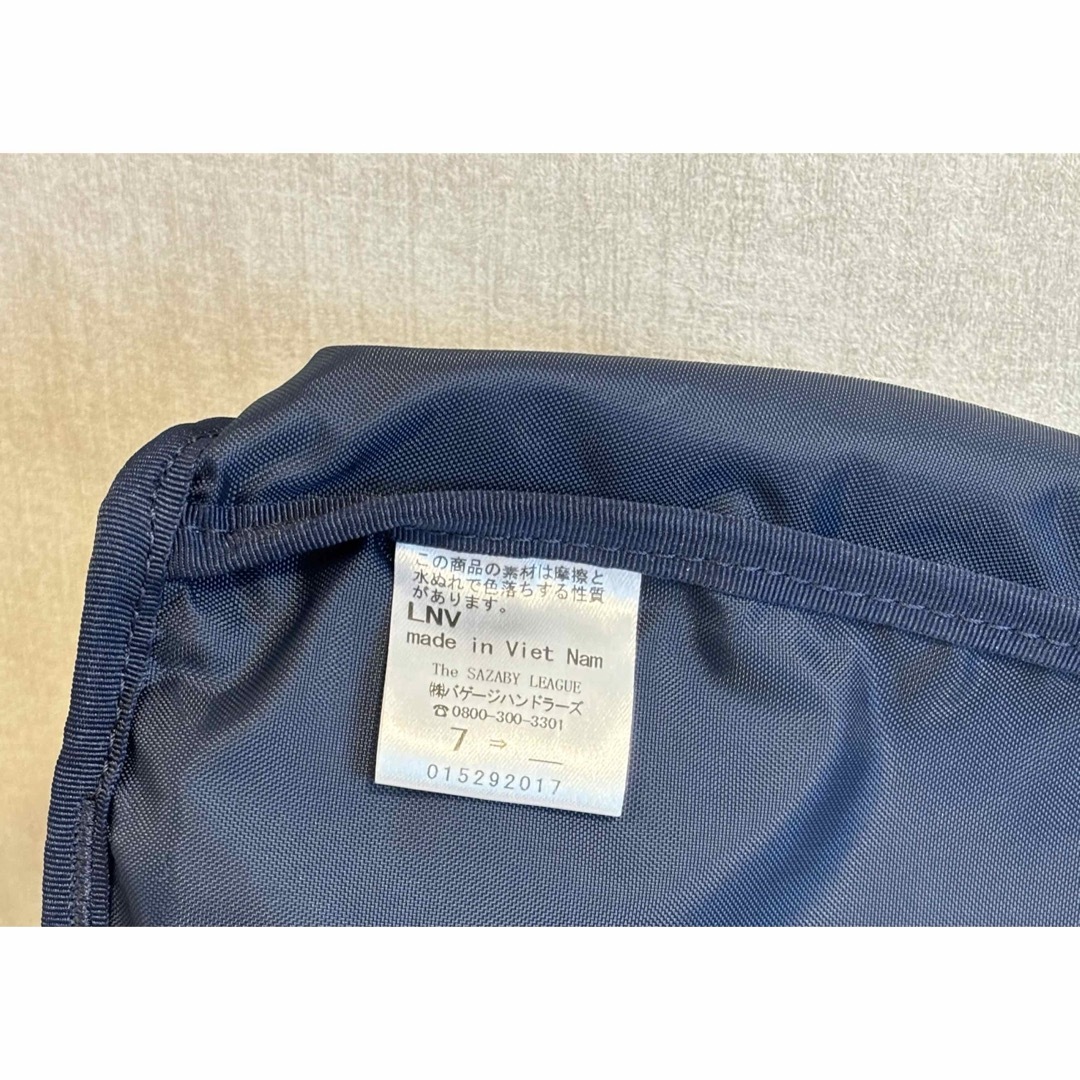 この商品の素材は摩擦と
水ぬれで色落ちする性質
があります。
LNV
made in Viet Nam
The SAZABY LEAGUE
㈱バゲージハンドラーズ
☎0800-300-3301
7 ⇒ __
015292017